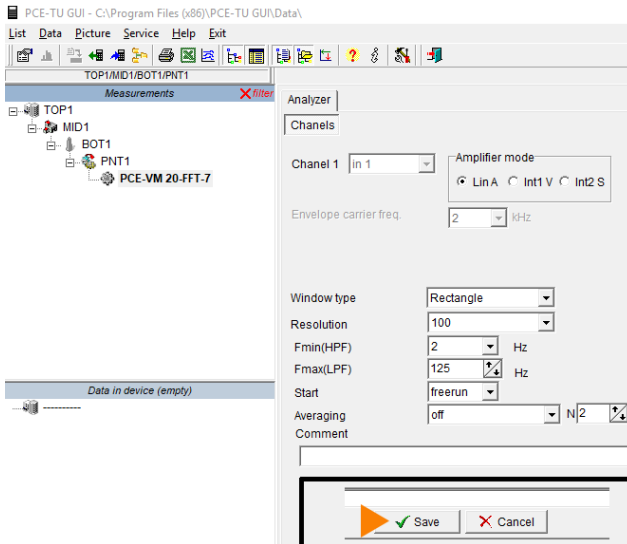 PCE-TU GUI - C:\Program Files (x86)\PCE-TU GUI\Data\
List Data Picture Service Help Exit
TOP1/MID1/BOT1/PNT1
Measurements
filter
TOP1
MID1
BOT1
PNT1
PCE-VM 20-FFT-7
Data in device (empty)
----------
Analyzer
Chanels
Chanel 1 in 1
Amplifier mode
Lin A Int1 V Int2 S
Envelope carrier freq. 2 kHz
Window type Rectangle
Resolution 100
Fmin(HPF) 2 Hz
Fmax(LPF) 125 Hz
Start freerun
Averaging off N 2
Comment
Save Cancel